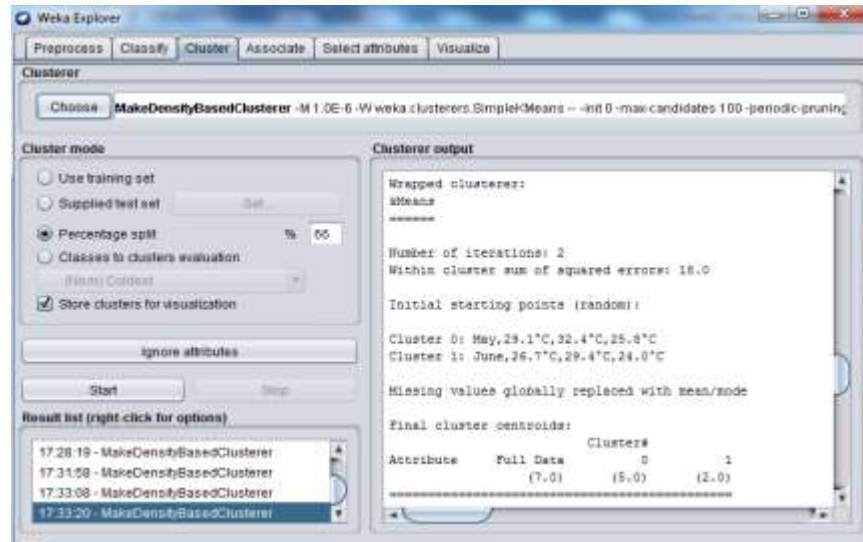 Weka Explorer
Preprocess Classify Cluster Associate Select attributes Visualize
Clusterer
Choose MakeDensityBasedClusterer -M 1.0E-6 -W weka.clusterers.SimpleKMeans -- -init 0 -max-candidates 100 -periodic-pruning
Cluster mode
Use training set
Supplied test set Set...
Percentage split % 66
Classes to clusters evaluation
(Nom) Coldest
Store clusters for visualization
Ignore attributes
Start Stop
Result list (right-click for options)
17:28:19 - MakeDensityBasedClusterer
17:31:58 - MakeDensityBasedClusterer
17:33:08 - MakeDensityBasedClusterer
17:33:20 - MakeDensityBasedClusterer
Clusterer output
Wrapped clusterer:
kMeans
======
Number of iterations: 2
Within cluster sum of squared errors: 16.0
Initial starting points (random):
Cluster 0: May,29.1°C,32.4°C,25.8°C
Cluster 1: June,26.7°C,29.4°C,24.0°C
Missing values globally replaced with mean/mode
Final cluster centroids:
Cluster#
Attribute Full Data 0 1
(7.0) (5.0) (2.0)